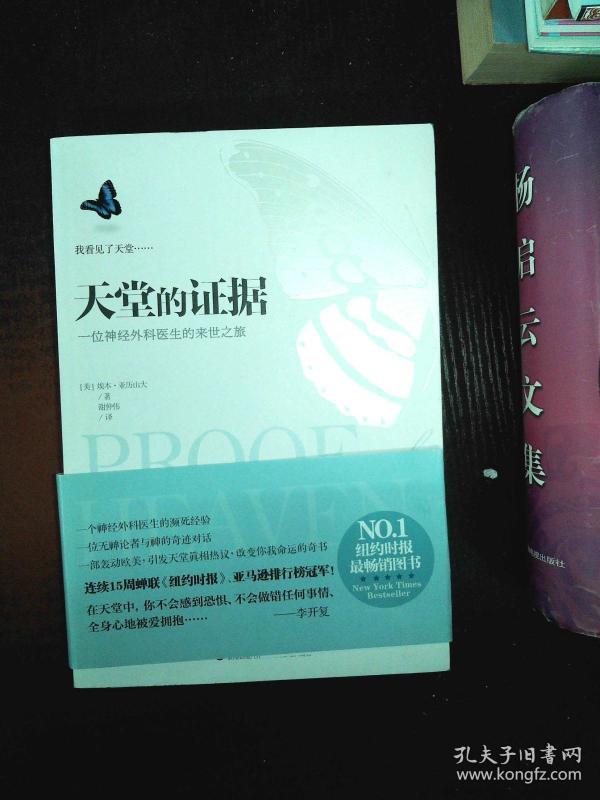 我看见了天堂……
天堂的证据
一位神经外科医生的来世之旅
[美] 埃本·亚历山大
/著
谢仲伟
/译
PROOF
HEAVEN
一个神经外科医生的濒死经验
一位无神论者与神的奇迹对话
一部轰动欧美·引发天堂真相热议·改变你我命运的奇书
连续15周蝉联《纽约时报》、亚马逊排行榜冠军!
在天堂中,你不会感到恐惧、不会做错任何事情、
全身心地被爱拥抱……
——李开复
NO.1
纽约时报
最畅销图书
★★★★★
New York Times
Bestseller
杨启云文集
出版社
孔夫子旧书网
www.kongfz.com